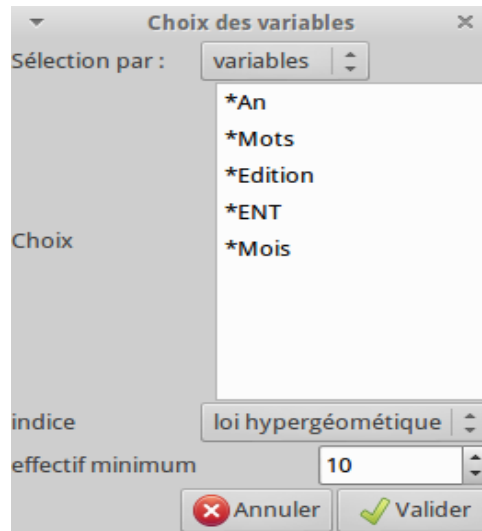 Choix des variables
Sélection par : variables
*An
*Mots
*Edition
*ENT
*Mois
Choix
indice loi hypergéométique
effectif minimum 10
Annuler Valider